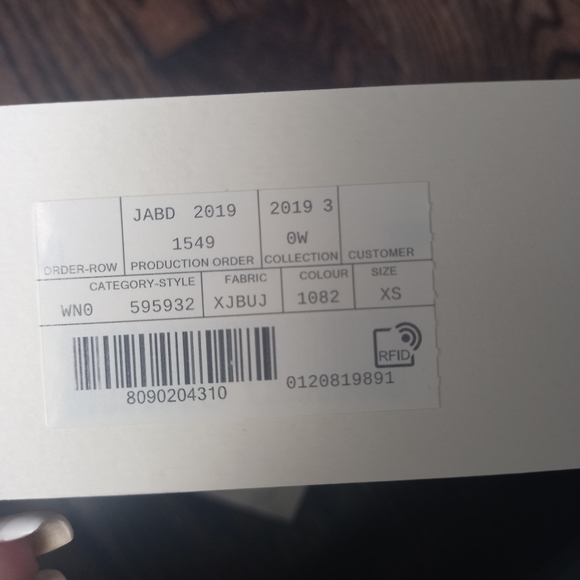 JABD 2019
1549
2019 3
0W
ORDER-ROW
PRODUCTION ORDER
COLLECTION
CUSTOMER
CATEGORY-STYLE
FABRIC
COLOUR
SIZE
WN0 595932
XJBUJ
1082
XS
RFID
8090204310
0120819891